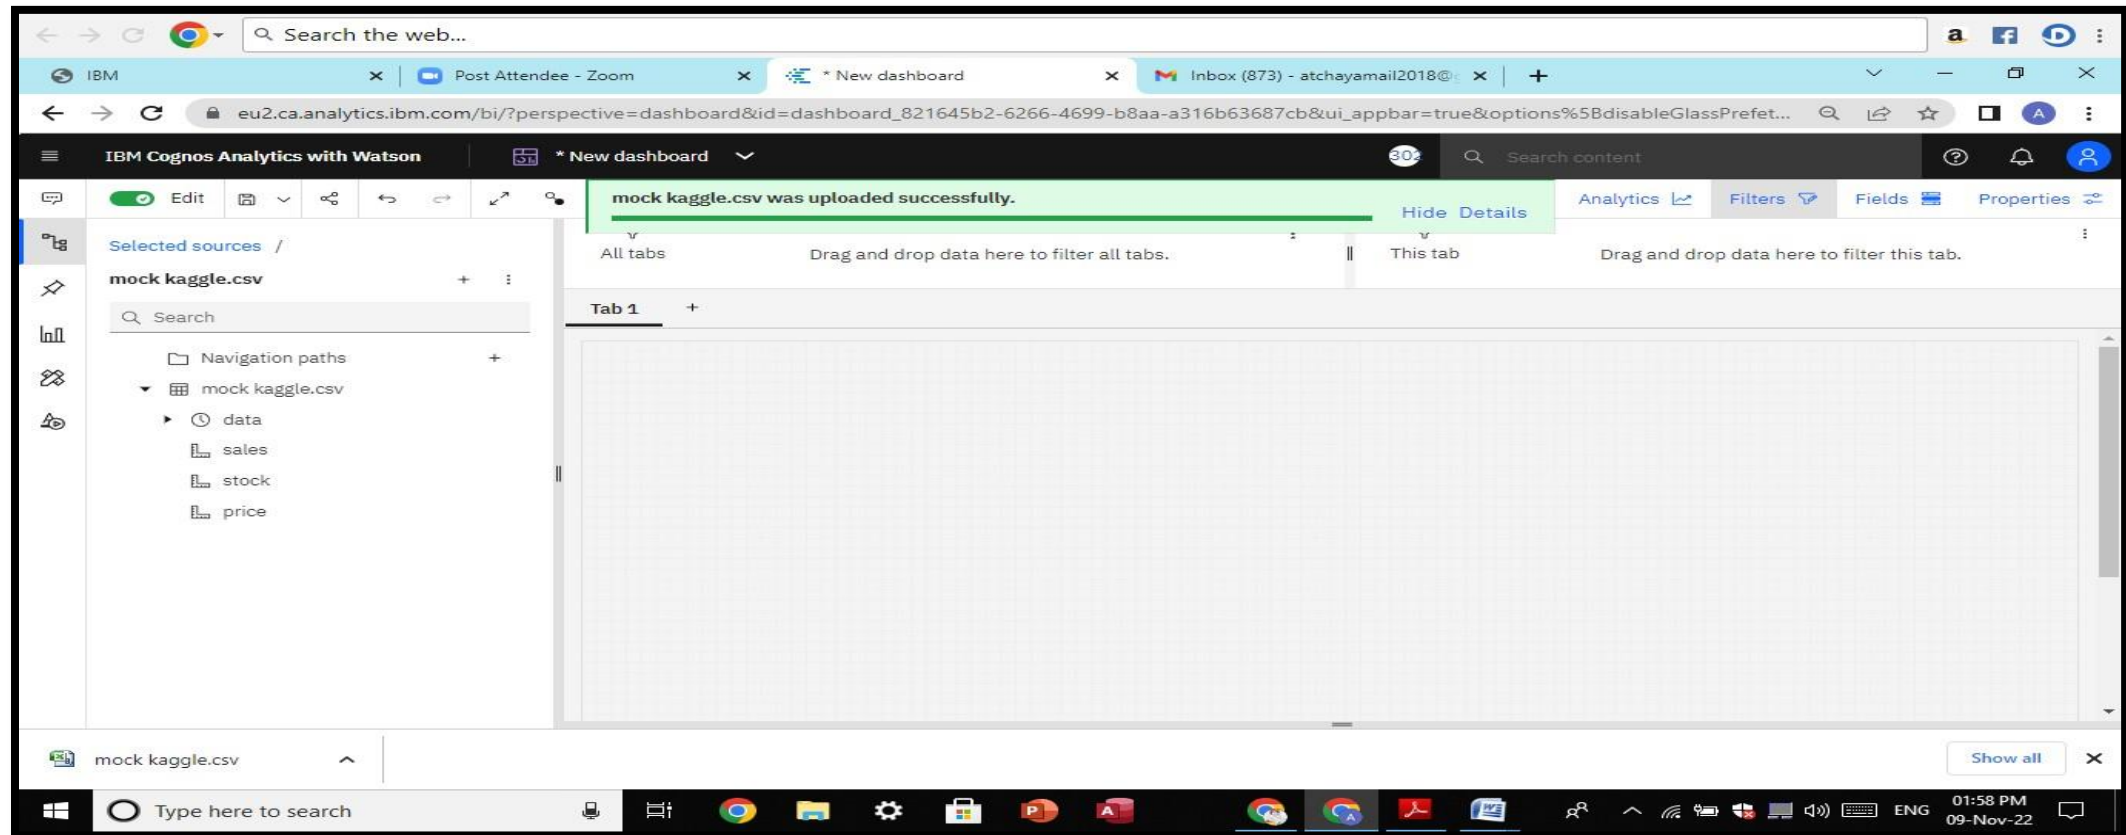 Search the web...
IBM
Post Attendee - Zoom
* New dashboard
Inbox (873) - atchayamail2018@
eu2.ca.analytics.ibm.com/bi/?perspective=dashboard&id=dashboard_821645b2-6266-4699-b8aa-a316b63687cb&ui_appbar=true&options%5BdisableGlassPrefet...
A
IBM Cognos Analytics with Watson
* New dashboard
302
Search content
Edit
mock kaggle.csv was uploaded successfully.
Hide Details
Analytics
Filters
Fields
Properties
Selected sources /
All tabs
Drag and drop data here to filter all tabs.
This tab
Drag and drop data here to filter this tab.
mock kaggle.csv
Search
Tab 1
Navigation paths
mock kaggle.csv
data
sales
stock
price
mock kaggle.csv
Show all
Type here to search
ENG
01:58 PM
09-Nov-22